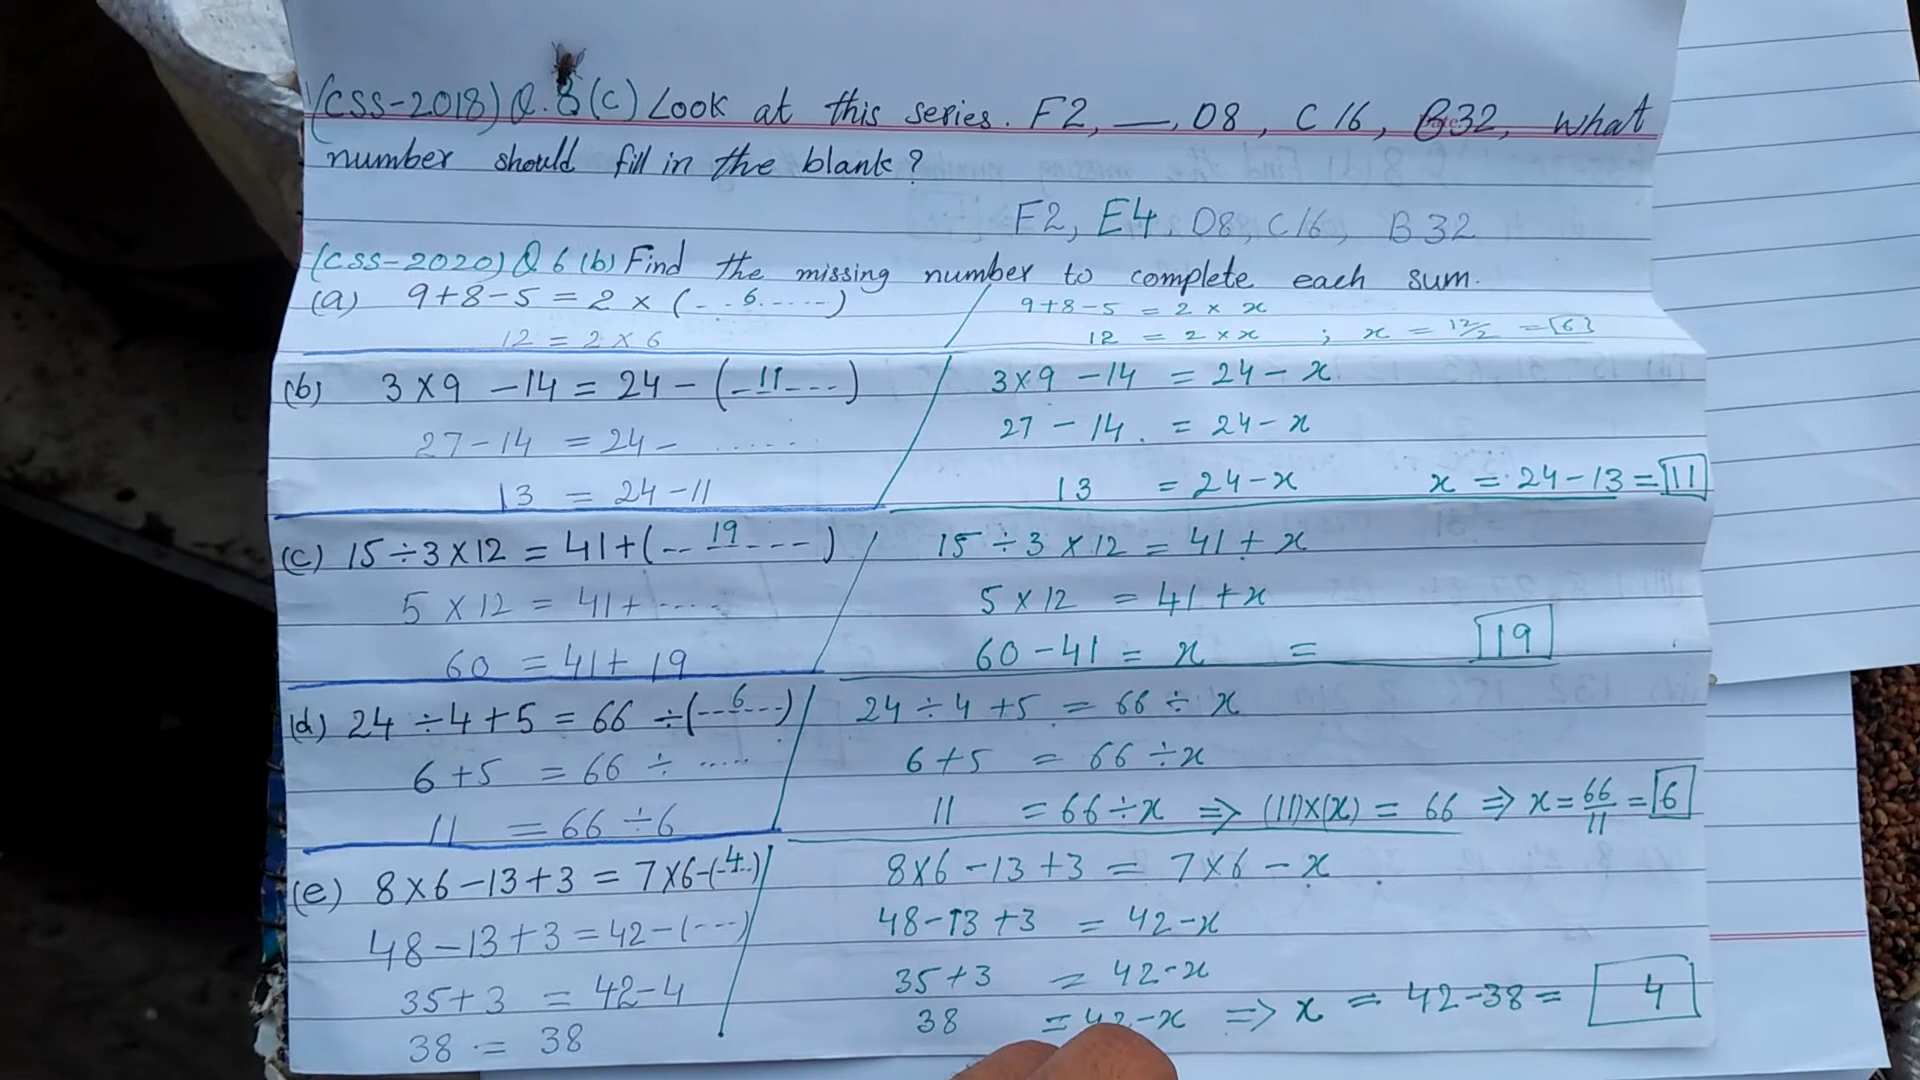 (CSS-2018) Q.8(c) Look at this series. F2, —, D8, C16, B32, what
number should fill in the blank?
F2, E4, D8, C16, B32
(CSS-2020) Q 6 (b) Find the missing number to complete each sum.
(a) 9+8-5 = 2 × (- - 6 - - - - -)
9+8-5 = 2 × x
12 = 2 × 6
12 = 2 × x ; x = 12/2 = 6
(b) 3×9 -14 = 24 - (-11- - -)
3×9 -14 = 24 - x
27-14 = 24 - ......
27 - 14 = 24 - x
13 = 24 -11
13 = 24-x x = 24-13 = 11
(c) 15÷3×12 = 41+(-- 19 - - -)
15 ÷ 3 × 12 = 41 + x
5 ×12 = 41+ ....
5 × 12 = 41 + x
60 = 41+ 19
60 - 41 = x = 19
(d) 24 ÷4+5 = 66 ÷(--6---)
24 ÷ 4 +5 = 66 ÷ x
6+5 = 66 ÷ .....
6 +5 = 66 ÷ x
11 = 66 ÷6
11 = 66 ÷ x ⇒ (11)×(x) = 66 ⇒ x = 66/11 = 6
(e) 8×6-13+3 = 7×6-(-4..)
8×6 -13 +3 = 7×6 - x
48-13+3 = 42-(---)
48-13 +3 = 42-x
35+3 = 42-4
35+3 = 42-x
38 = 38
38 = 42-x ⇒ x = 42-38 = 4